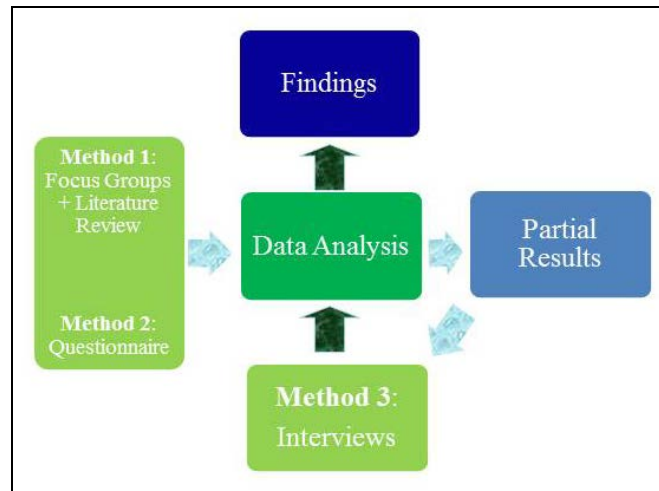 Findings
Method 1:
Focus Groups
+ Literature
Review
Method 2:
Questionnaire
Data Analysis
Partial
Results
Method 3:
Interviews